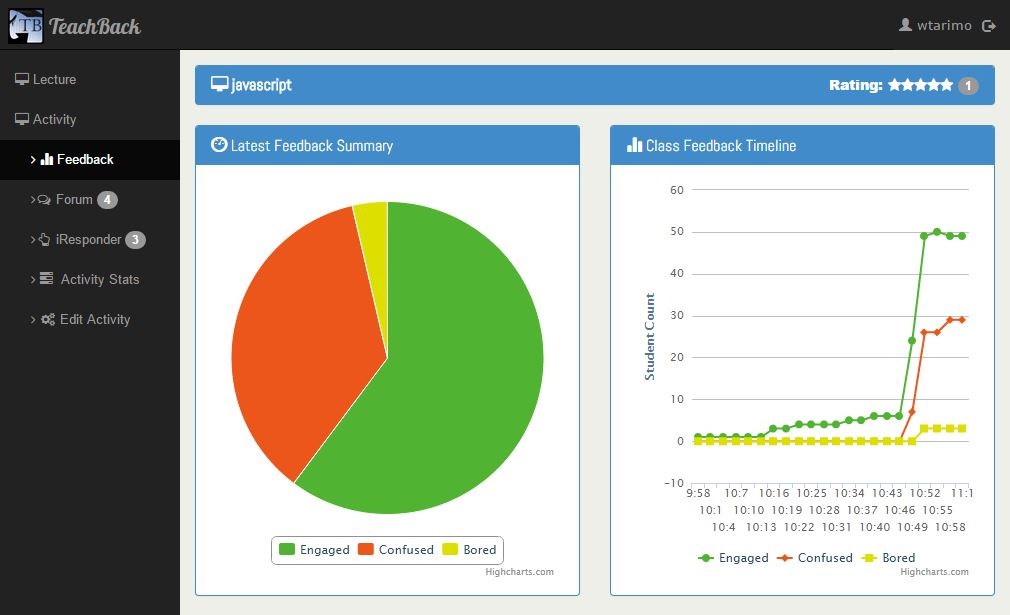 TB TeachBack
wtarimo
Lecture
Activity
Feedback
Forum 4
iResponder 3
Activity Stats
Edit Activity
javascript
Rating: 1
Latest Feedback Summary
Engaged Confused Bored
Highcharts.com
Class Feedback Timeline
Student Count
60
50
40
30
20
10
0
-10
9:58 10:7 10:16 10:25 10:34 10:43 10:52 11:1
10:1 10:10 10:19 10:28 10:37 10:46 10:55
10:4 10:13 10:22 10:31 10:40 10:49 10:58
Engaged Confused Bored
Highcharts.com